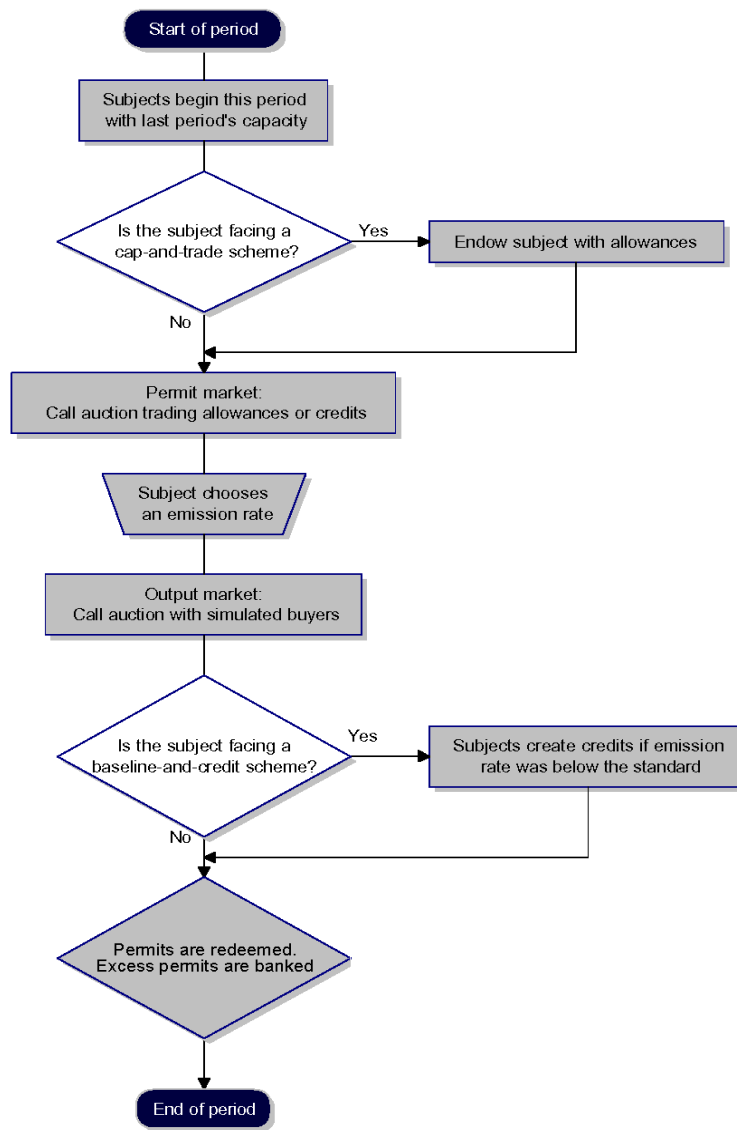 Start of period
Subjects begin this period
with last period's capacity
Is the subject facing a
cap-and-trade scheme?
Yes
Endow subject with allowances
No
Permit market:
Call auction trading allowances or credits
Subject chooses
an emission rate
Output market:
Call auction with simulated buyers
Is the subject facing a
baseline-and-credit scheme?
Yes
Subjects create credits if emission
rate was below the standard
No
Permits are redeemed.
Excess permits are banked
End of period